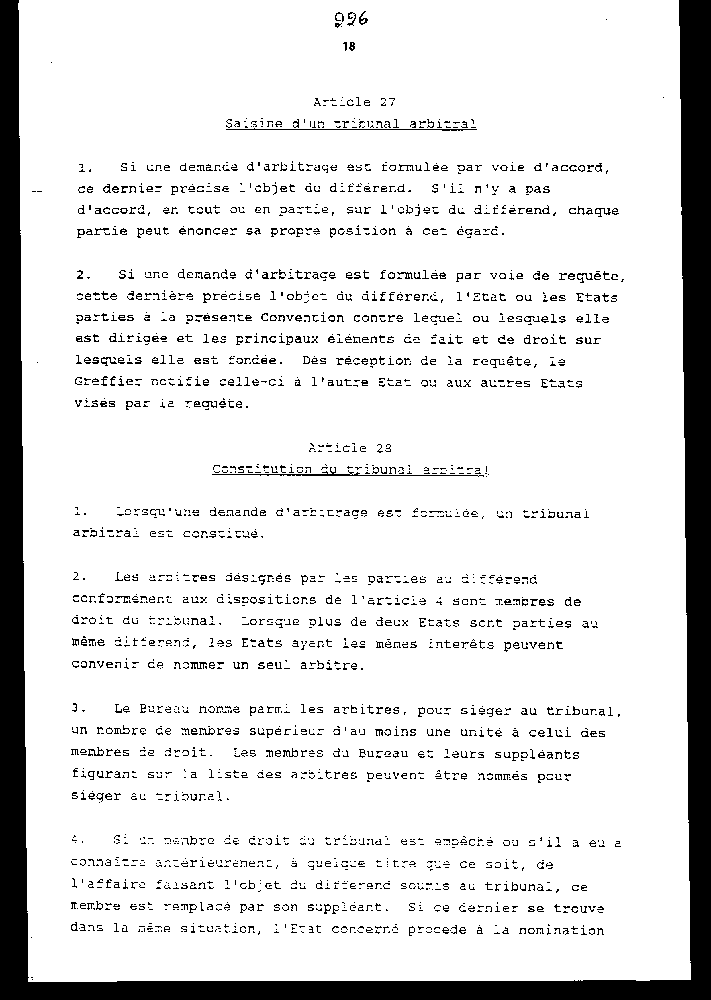 226
18
Article 27
Saisine d'un tribunal arbitral
1. Si une demande d'arbitrage est formulée par voie d'accord,
ce dernier précise l'objet du différend. S'il n'y a pas
d'accord, en tout ou en partie, sur l'objet du différend, chaque
partie peut énoncer sa propre position à cet égard.
2. Si une demande d'arbitrage est formulée par voie de requête,
cette dernière précise l'objet du différend, l'Etat ou les Etats
parties à la présente Convention contre lequel ou lesquels elle
est dirigée et les principaux éléments de fait et de droit sur
lesquels elle est fondée. Dès réception de la requête, le
Greffier notifie celle-ci à l'autre Etat ou aux autres Etats
visés par la requête.
Article 28
Constitution du tribunal arbitral
1. Lorsqu'une demande d'arbitrage est formulée, un tribunal
arbitral est constitué.
2. Les arbitres désignés par les parties au différend
conformément aux dispositions de l'article 4 sont membres de
droit du tribunal. Lorsque plus de deux Etats sont parties au
même différend, les Etats ayant les mêmes intérêts peuvent
convenir de nommer un seul arbitre.
3. Le Bureau nomme parmi les arbitres, pour siéger au tribunal,
un nombre de membres supérieur d'au moins une unité à celui des
membres de droit. Les membres du Bureau et leurs suppléants
figurant sur la liste des arbitres peuvent être nommés pour
siéger au tribunal.
4. Si un membre de droit du tribunal est empêché ou s'il a eu à
connaître antérieurement, à quelque titre que ce soit, de
l'affaire faisant l'objet du différend soumis au tribunal, ce
membre est remplacé par son suppléant. Si ce dernier se trouve
dans la même situation, l'Etat concerné procède à la nomination